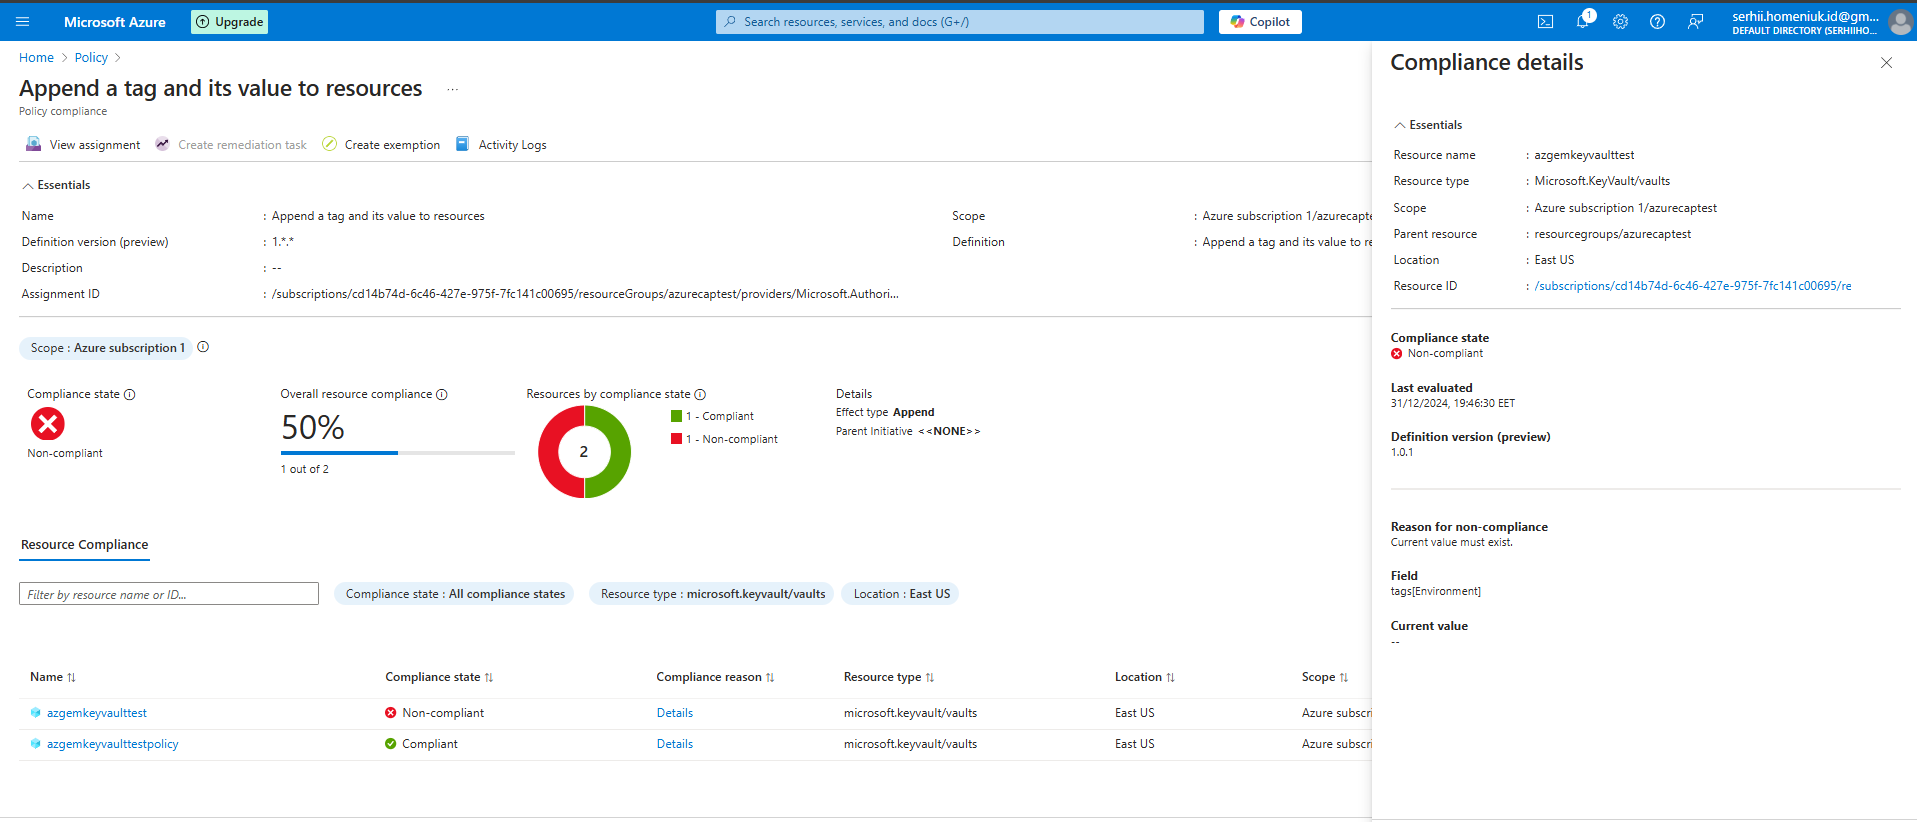 Microsoft Azure
Upgrade
Search resources, services, and docs (G+/)
Copilot
1
serhii.homeniuk.id@gm...
DEFAULT DIRECTORY (SERHIIHO...
Home > Policy >
Append a tag and its value to resources ...
Policy compliance
View assignment
Create remediation task
Create exemption
Activity Logs
Essentials
Name : Append a tag and its value to resources
Scope : Azure subscription 1/azurecapte
Definition version (preview) : 1.*.*
Definition : Append a tag and its value to re
Description : --
Assignment ID : /subscriptions/cd14b74d-6c46-427e-975f-7fc141c00695/resourceGroups/azurecaptest/providers/Microsoft.Authori...
Scope : Azure subscription 1
Compliance state
Non-compliant
Overall resource compliance
50%
1 out of 2
Resources by compliance state
2
1 - Compliant
1 - Non-compliant
Details
Effect type Append
Parent Initiative <<NONE>>
Resource Compliance
Filter by resource name or ID...
Compliance state : All compliance states
Resource type : microsoft.keyvault/vaults
Location : East US
Name Compliance state Compliance reason Resource type Location Scope
azgemkeyvaulttest Non-compliant Details microsoft.keyvault/vaults East US Azure subscri
azgemkeyvaulttestpolicy Compliant Details microsoft.keyvault/vaults East US Azure subscri
Compliance details
Essentials
Resource name : azgemkeyvaulttest
Resource type : Microsoft.KeyVault/vaults
Scope : Azure subscription 1/azurecaptest
Parent resource : resourcegroups/azurecaptest
Location : East US
Resource ID : /subscriptions/cd14b74d-6c46-427e-975f-7fc141c00695/re
Compliance state
Non-compliant
Last evaluated
31/12/2024, 19:46:30 EET
Definition version (preview)
1.0.1
Reason for non-compliance
Current value must exist.
Field
tags[Environment]
Current value
--